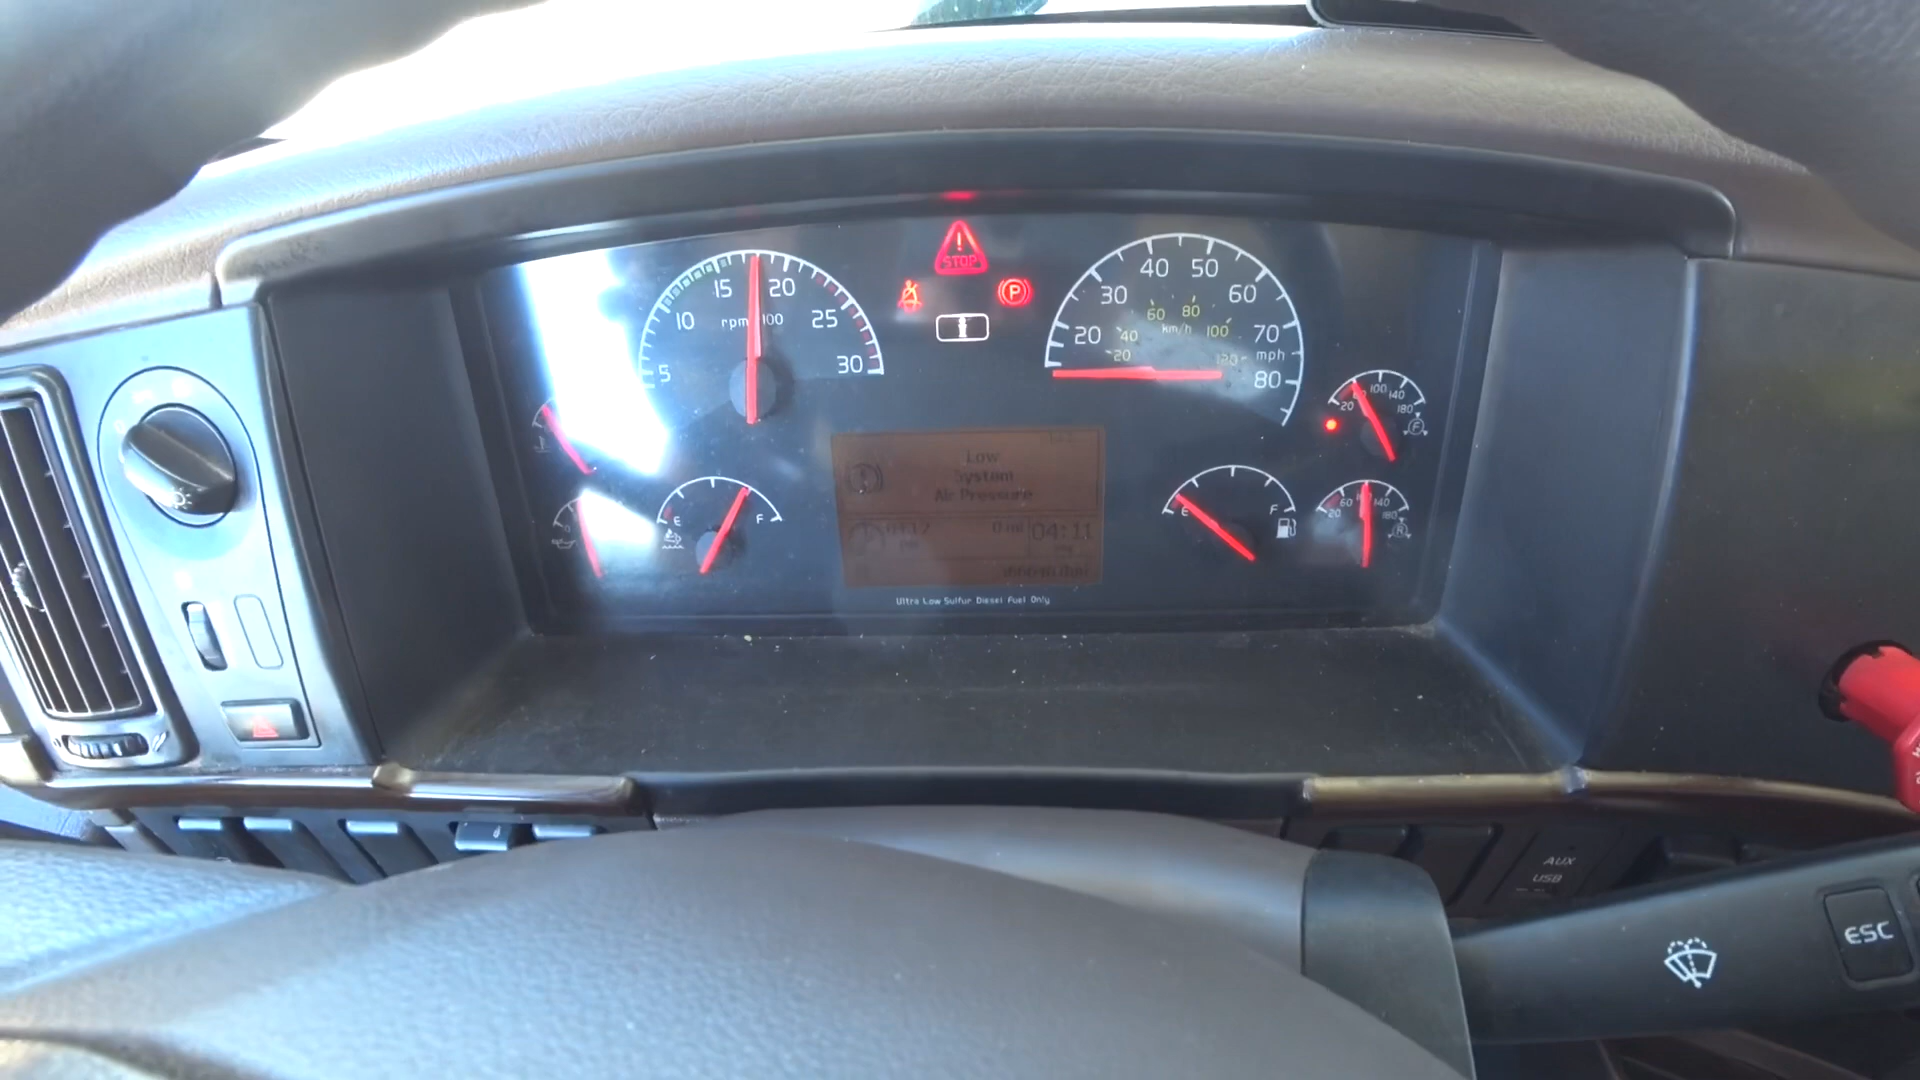 STOP
5 10 15 20 25 30
rpm 100
P
20 30 40 50 60 70 80
mph
20 40 60 80 100 120
km/h
20 100 140 180
F
Low
System
Air Pressure
0 mi
04:11
E F
E F
20 60 140 180
R
Ultra Low Sulfur Diesel Fuel Only
AUX
USB
ESC